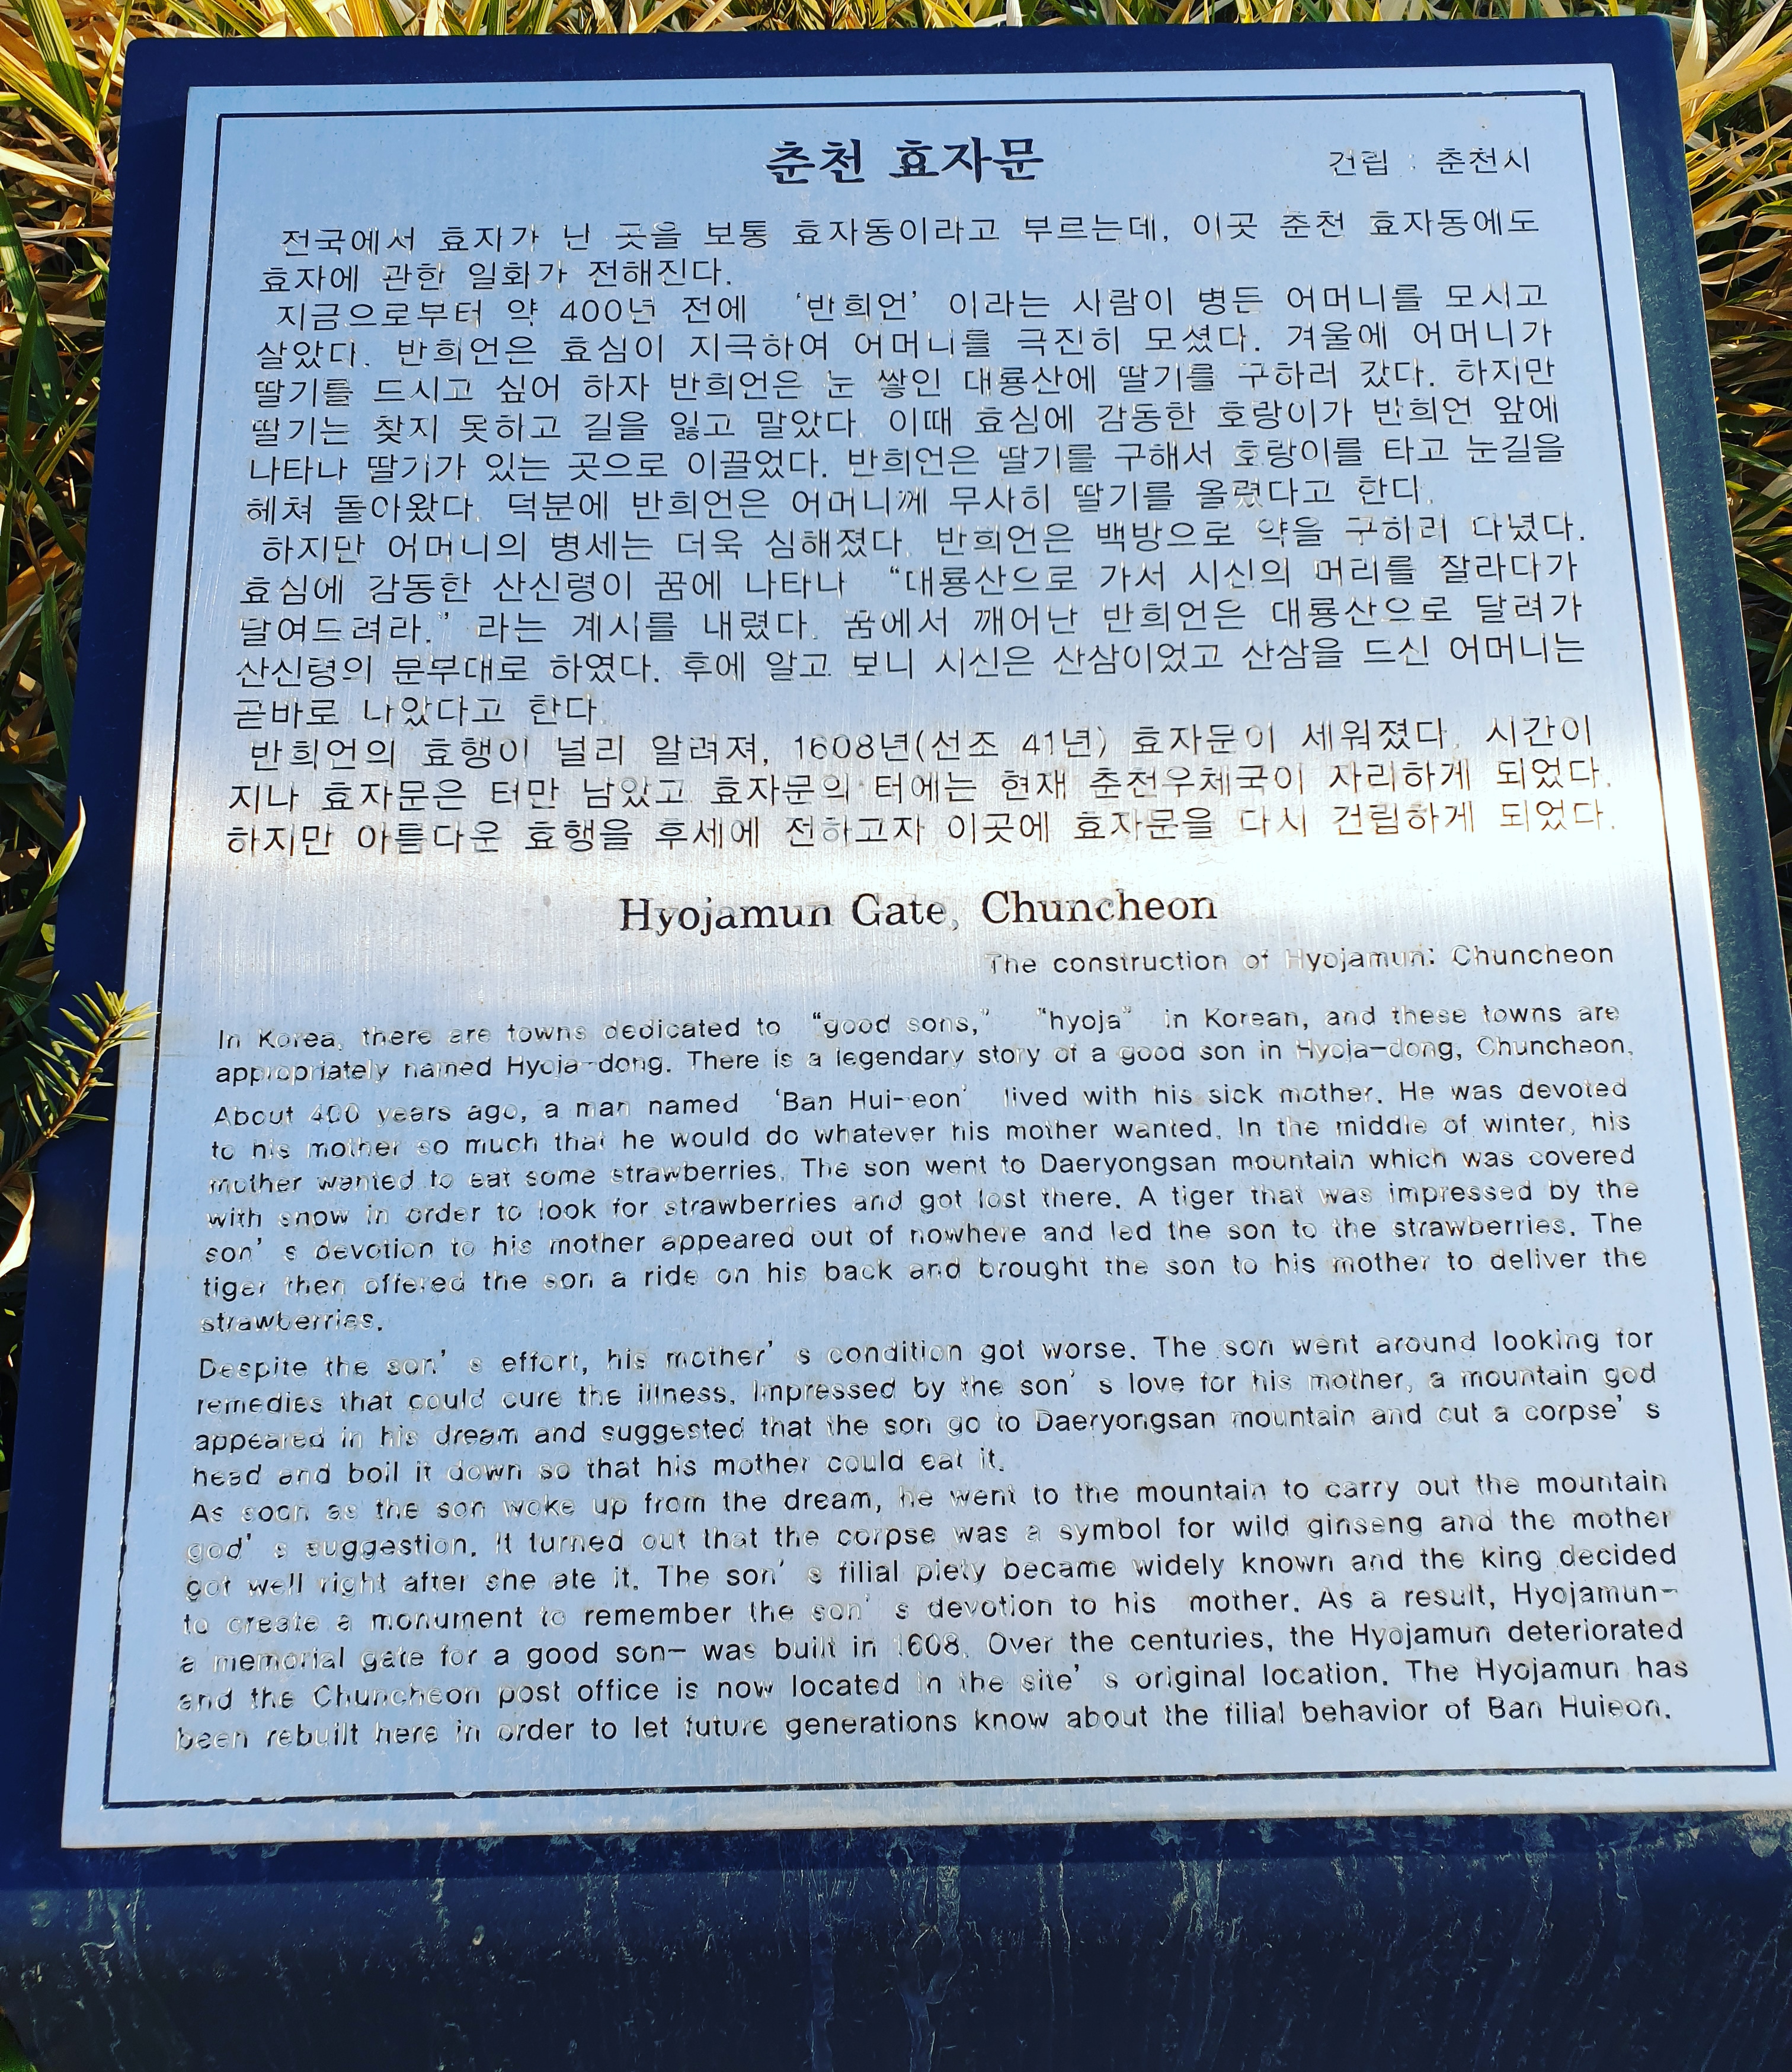 춘천 효자문
건립 : 춘천시
전국에서 효자가 난 곳을 보통 효자동이라고 부르는데, 이곳 춘천 효자동에도
효자에 관한 일화가 전해진다.
지금으로부터 약 400년 전에 ‘반희언’ 이라는 사람이 병든 어머니를 모시고
살았다. 반희언은 효심이 지극하여 어머니를 극진히 모셨다. 겨울에 어머니가
딸기를 드시고 싶어 하자 반희언은 눈 쌓인 대룡산에 딸기를 구하러 갔다. 하지만
딸기는 찾지 못하고 길을 잃고 말았다. 이때 효심에 감동한 호랑이가 반희언 앞에
나타나 딸기가 있는 곳으로 이끌었다. 반희언은 딸기를 구해서 호랑이를 타고 눈길을
헤쳐 돌아왔다. 덕분에 반희언은 어머니께 무사히 딸기를 올렸다고 한다.
하지만 어머니의 병세는 더욱 심해졌다. 반희언은 백방으로 약을 구하러 다녔다.
효심에 감동한 산신령이 꿈에 나타나 “대룡산으로 가서 시신의 머리를 잘라다가
달여드려라.” 라는 계시를 내렸다. 꿈에서 깨어난 반희언은 대룡산으로 달려가
산신령의 분부대로 하였다. 후에 알고 보니 시신은 산삼이었고 산삼을 드신 어머니는
곧바로 나았다고 한다.
반희언의 효행이 널리 알려져, 1608년(선조 41년) 효자문이 세워졌다. 시간이
지나 효자문은 터만 남았고 효자문의 터에는 현재 춘천우체국이 자리하게 되었다.
하지만 아름다운 효행을 후세에 전하고자 이곳에 효자문을 다시 건립하게 되었다.
Hyojamun Gate, Chuncheon
The construction of Hyojamun: Chuncheon
In Korea, there are towns dedicated to “good sons,” “hyoja” in Korean, and these towns are
appropriately named Hyoja-dong. There is a legendary story of a good son in Hyoja-dong, Chuncheon.
About 400 years ago, a man named ‘Ban Hui-eon’ lived with his sick mother. He was devoted
to his mother so much that he would do whatever his mother wanted. In the middle of winter, his
mother wanted to eat some strawberries. The son went to Daeryongsan mountain which was covered
with snow in order to look for strawberries and got lost there. A tiger that was impressed by the
son’ s devotion to his mother appeared out of nowhere and led the son to the strawberries. The
tiger then offered the son a ride on his back and brought the son to his mother to deliver the
strawberries.
Despite the son’ s effort, his mother’ s condition got worse. The son went around looking for
remedies that could cure the illness. Impressed by the son’ s love for his mother, a mountain god
appeared in his dream and suggested that the son go to Daeryongsan mountain and cut a corpse’ s
head and boil it down so that his mother could eat it.
As soon as the son woke up from the dream, he went to the mountain to carry out the mountain
god’ s suggestion. It turned out that the corpse was a symbol for wild ginseng and the mother
got well right after she ate it. The son’ s filial piety became widely known and the king decided
to create a monument to remember the son’ s devotion to his mother. As a result, Hyojamun-
a memorial gate for a good son- was built in 1608. Over the centuries, the Hyojamun deteriorated
and the Chuncheon post office is now located in the site’ s original location. The Hyojamun has
been rebuilt here in order to let future generations know about the filial behavior of Ban Huieon.